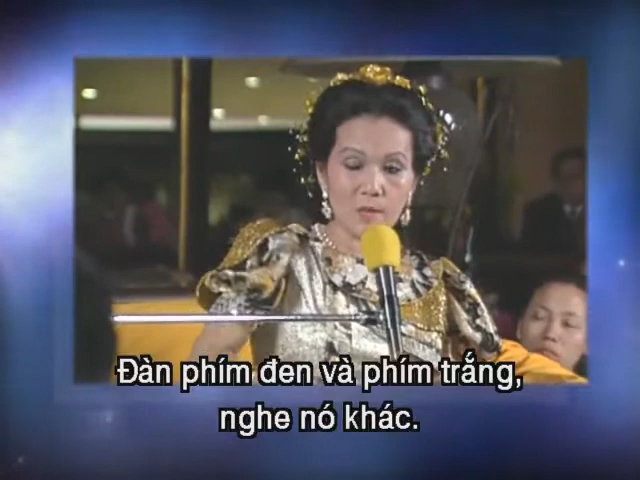 Đàn phím đen và phím trắng,
nghe nó khác.